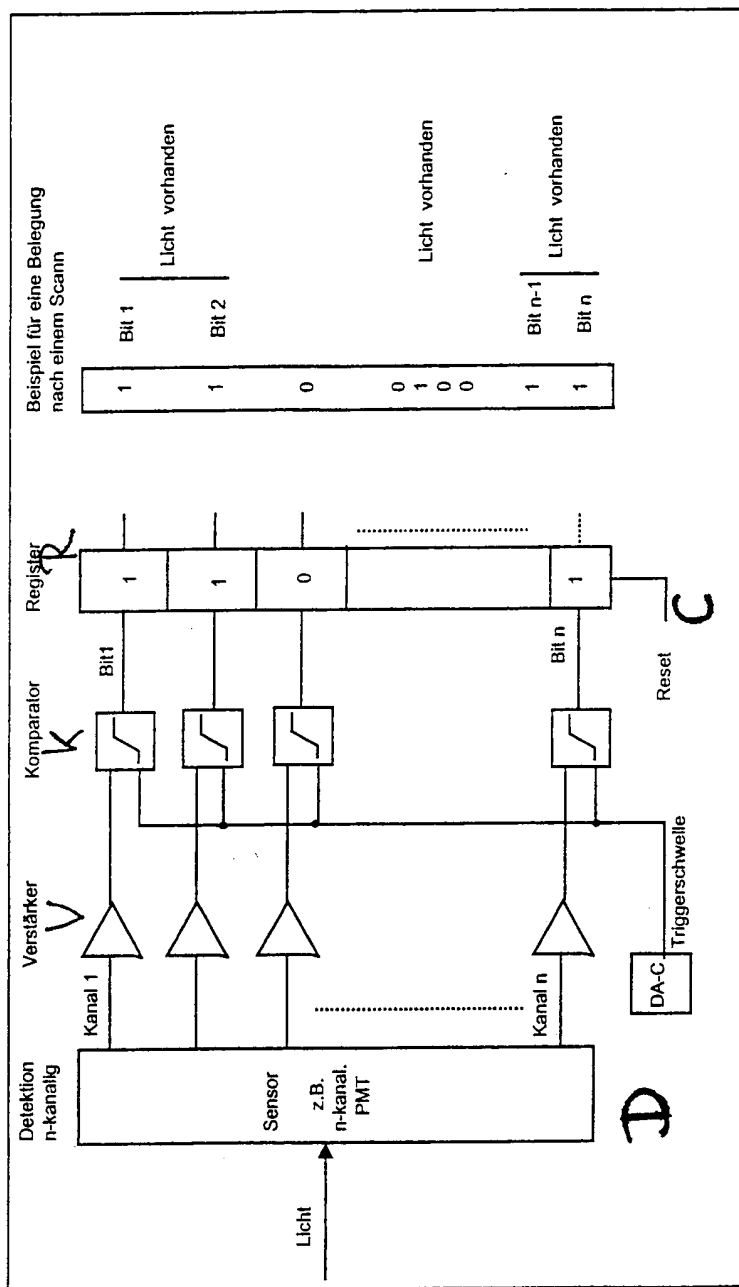 Detektion
n-kanalig
Verstärker
V
Komparator
K
Register
R
Beispiel für eine Belegung
nach einem Scann
Licht
Sensor
z.B.
n-kanal.
PMT
Kanal 1
Kanal n
DA-C
Triggerschwelle
Bit1
Bit n
1
1
0
1
Reset
C
D
1
1
0
0
1
0
0
1
1
Bit 1
Bit 2
Bit n-1
Bit n
Licht vorhanden
Licht vorhanden
Licht vorhanden